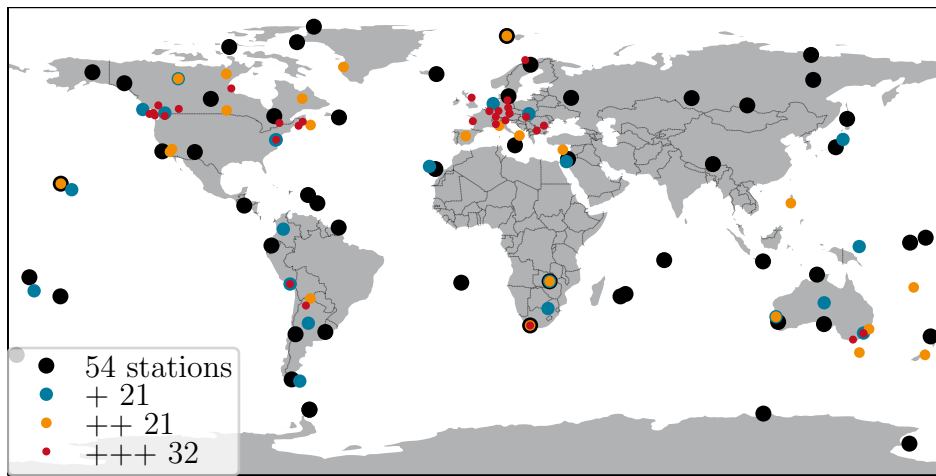 54 stations
+ 21
++ 21
+++ 32